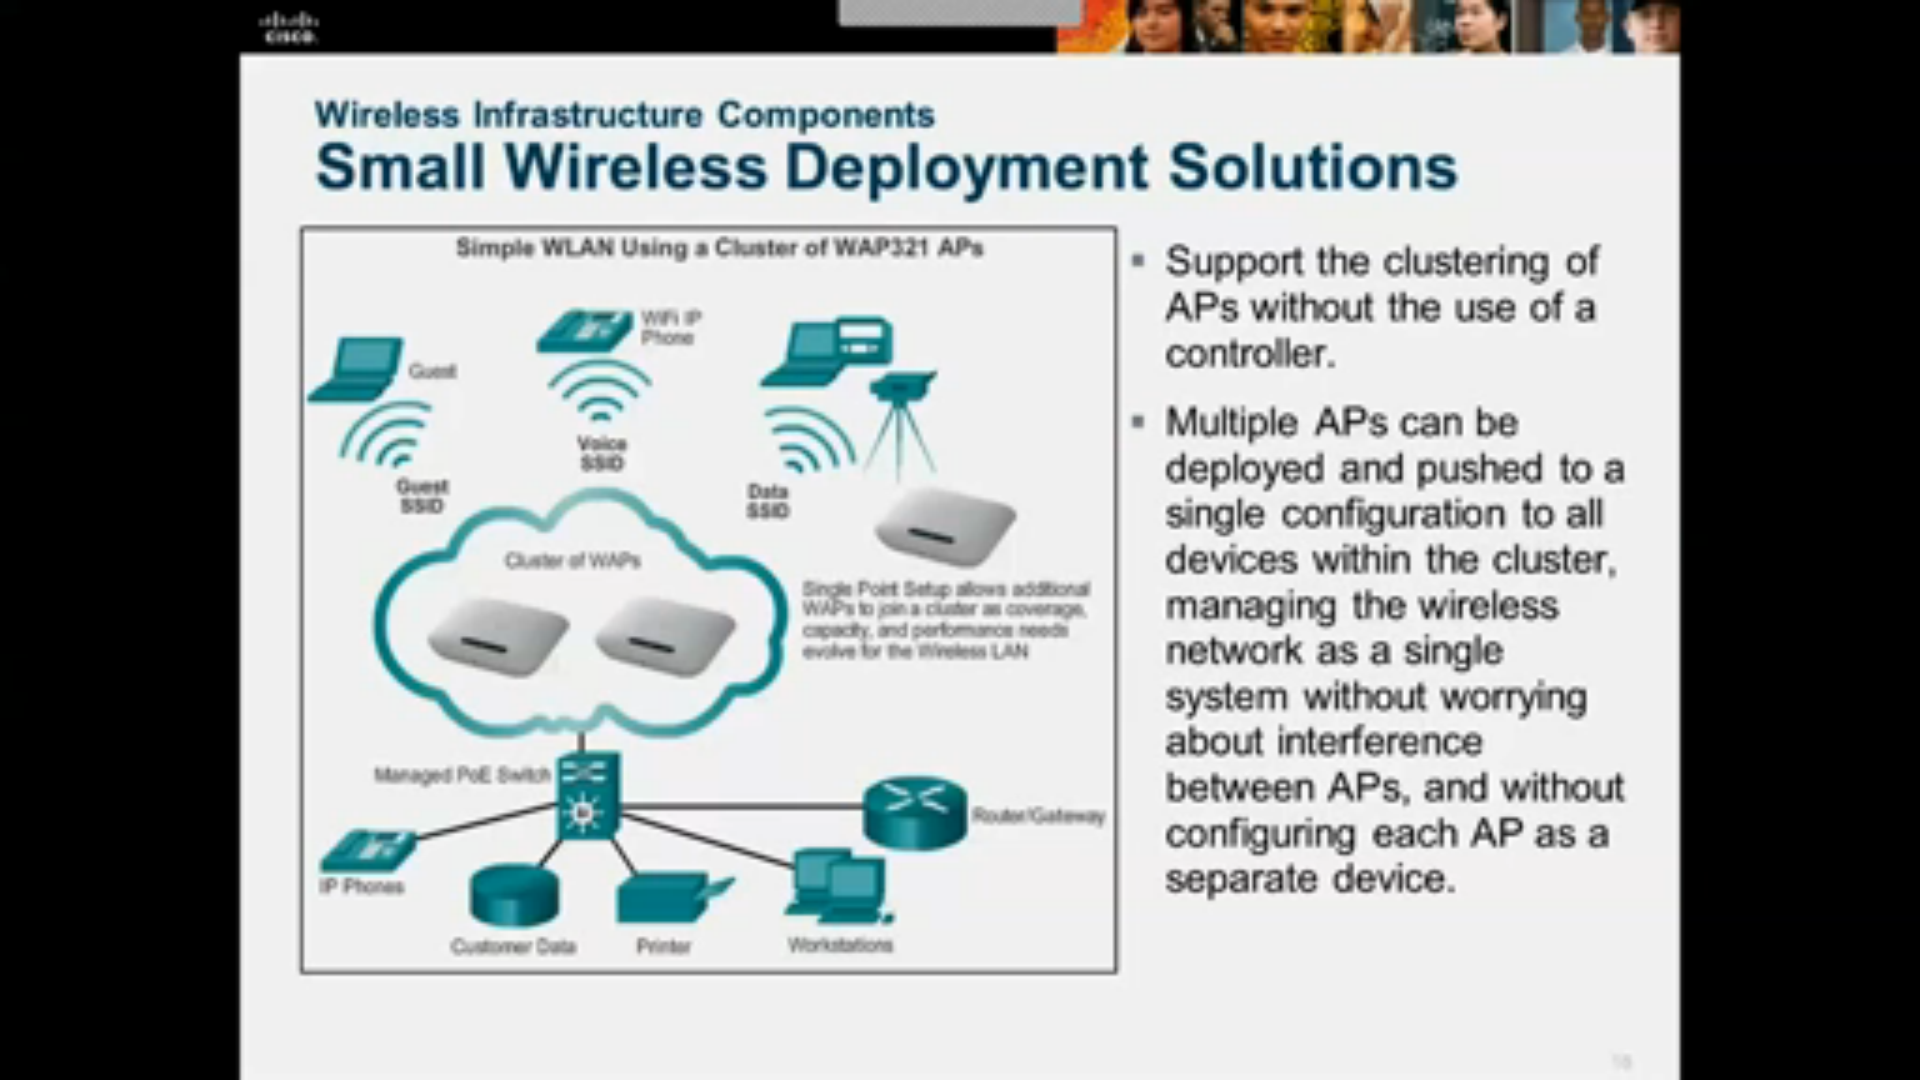 CISCO.
Wireless Infrastructure Components
Small Wireless Deployment Solutions
Simple WLAN Using a Cluster of WAP321 APs
WiFi IP
Phone
Guest
Voice
SSID
Guest
SSID
Data
SSID
Cluster of WAPs
Single Point Setup allows additional
WAPs to join a cluster as coverage,
capacity, and performance needs
evolve for the Wireless LAN
Managed PoE Switch
Router/Gateway
IP Phones
Customer Data
Printer
Workstations
▪ Support the clustering of
APs without the use of a
controller.
▪ Multiple APs can be
deployed and pushed to a
single configuration to all
devices within the cluster,
managing the wireless
network as a single
system without worrying
about interference
between APs, and without
configuring each AP as a
separate device.